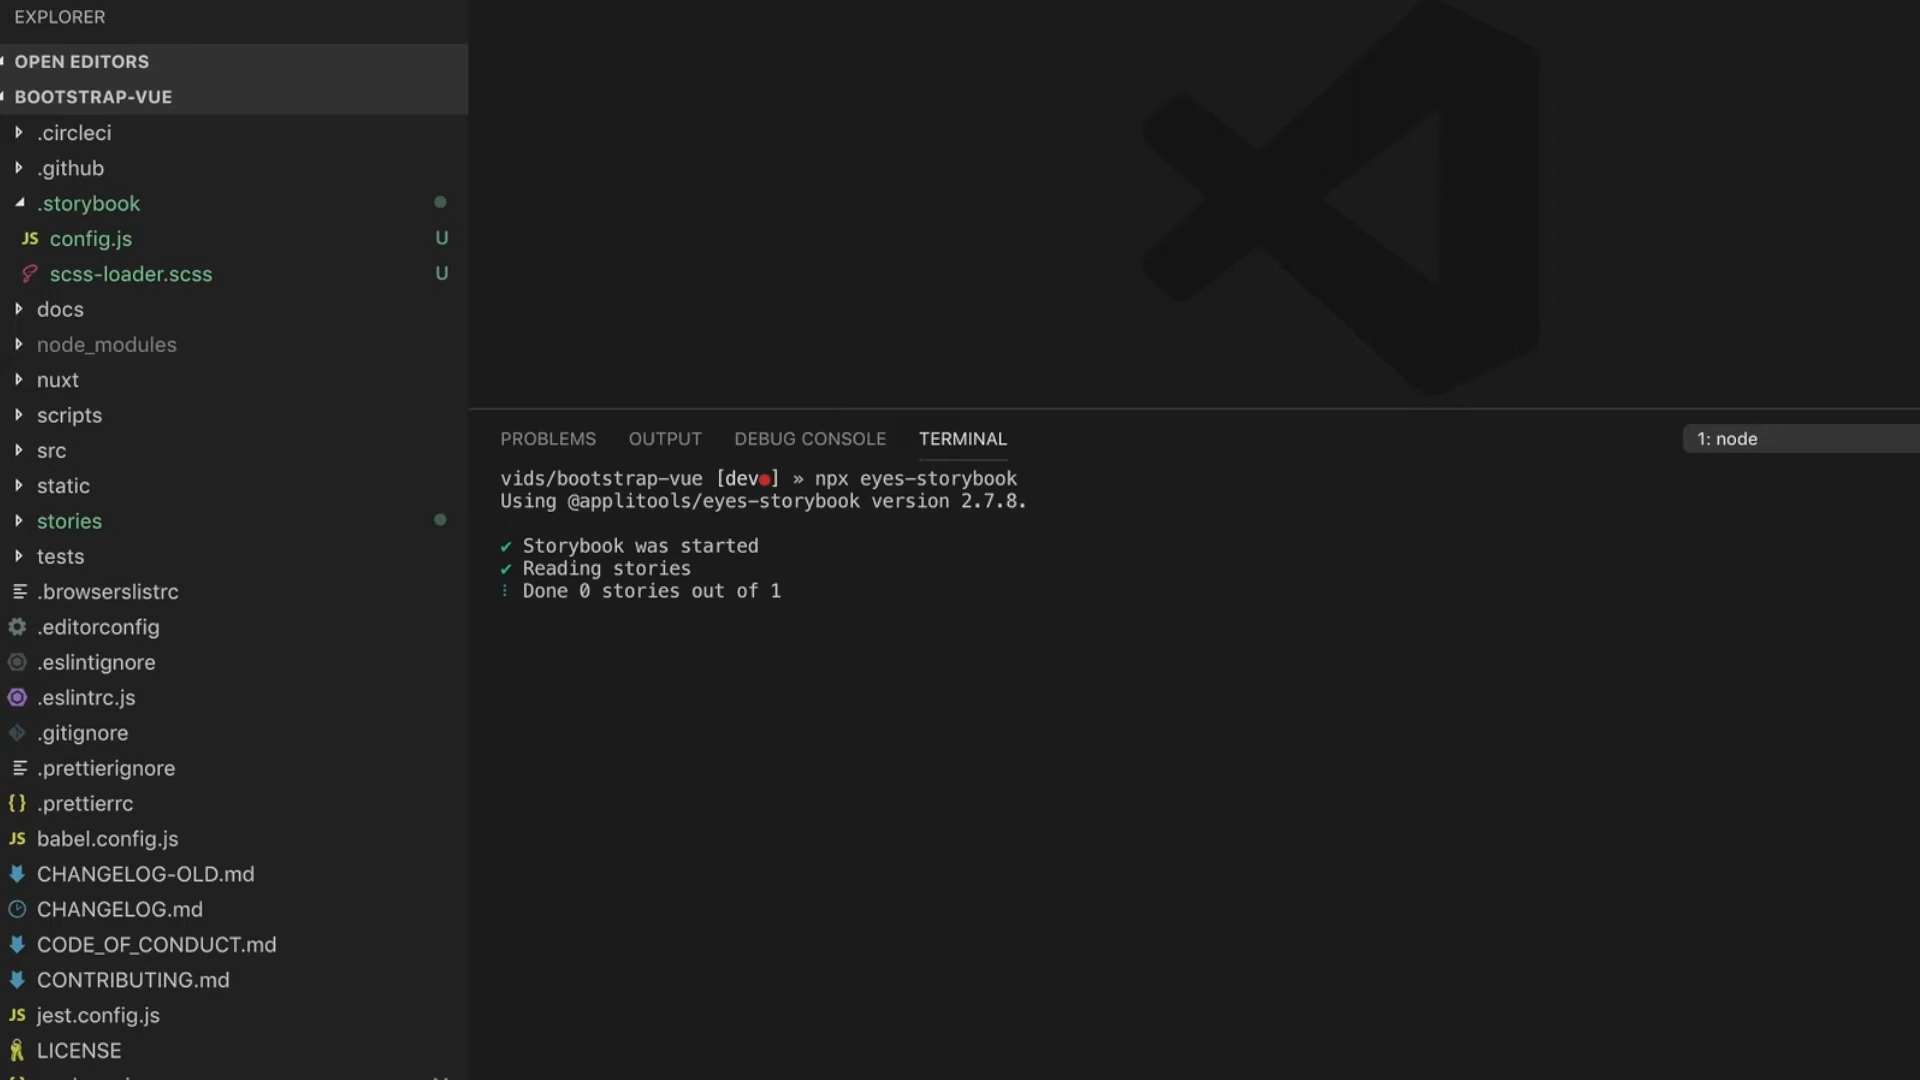 EXPLORER
OPEN EDITORS
BOOTSTRAP-VUE
.circleci
.github
.storybook
JS config.js U
scss-loader.scss U
docs
node_modules
nuxt
scripts
src
static
stories
tests
.browserslistrc
.editorconfig
.eslintignore
.eslintrc.js
.gitignore
.prettierignore
{} .prettierrc
JS babel.config.js
CHANGELOG-OLD.md
CHANGELOG.md
CODE_OF_CONDUCT.md
CONTRIBUTING.md
JS jest.config.js
LICENSE
PROBLEMS OUTPUT DEBUG CONSOLE TERMINAL 1: node
vids/bootstrap-vue [dev●] » npx eyes-storybook
Using @applitools/eyes-storybook version 2.7.8.
✔ Storybook was started
✔ Reading stories
⋮ Done 0 stories out of 1